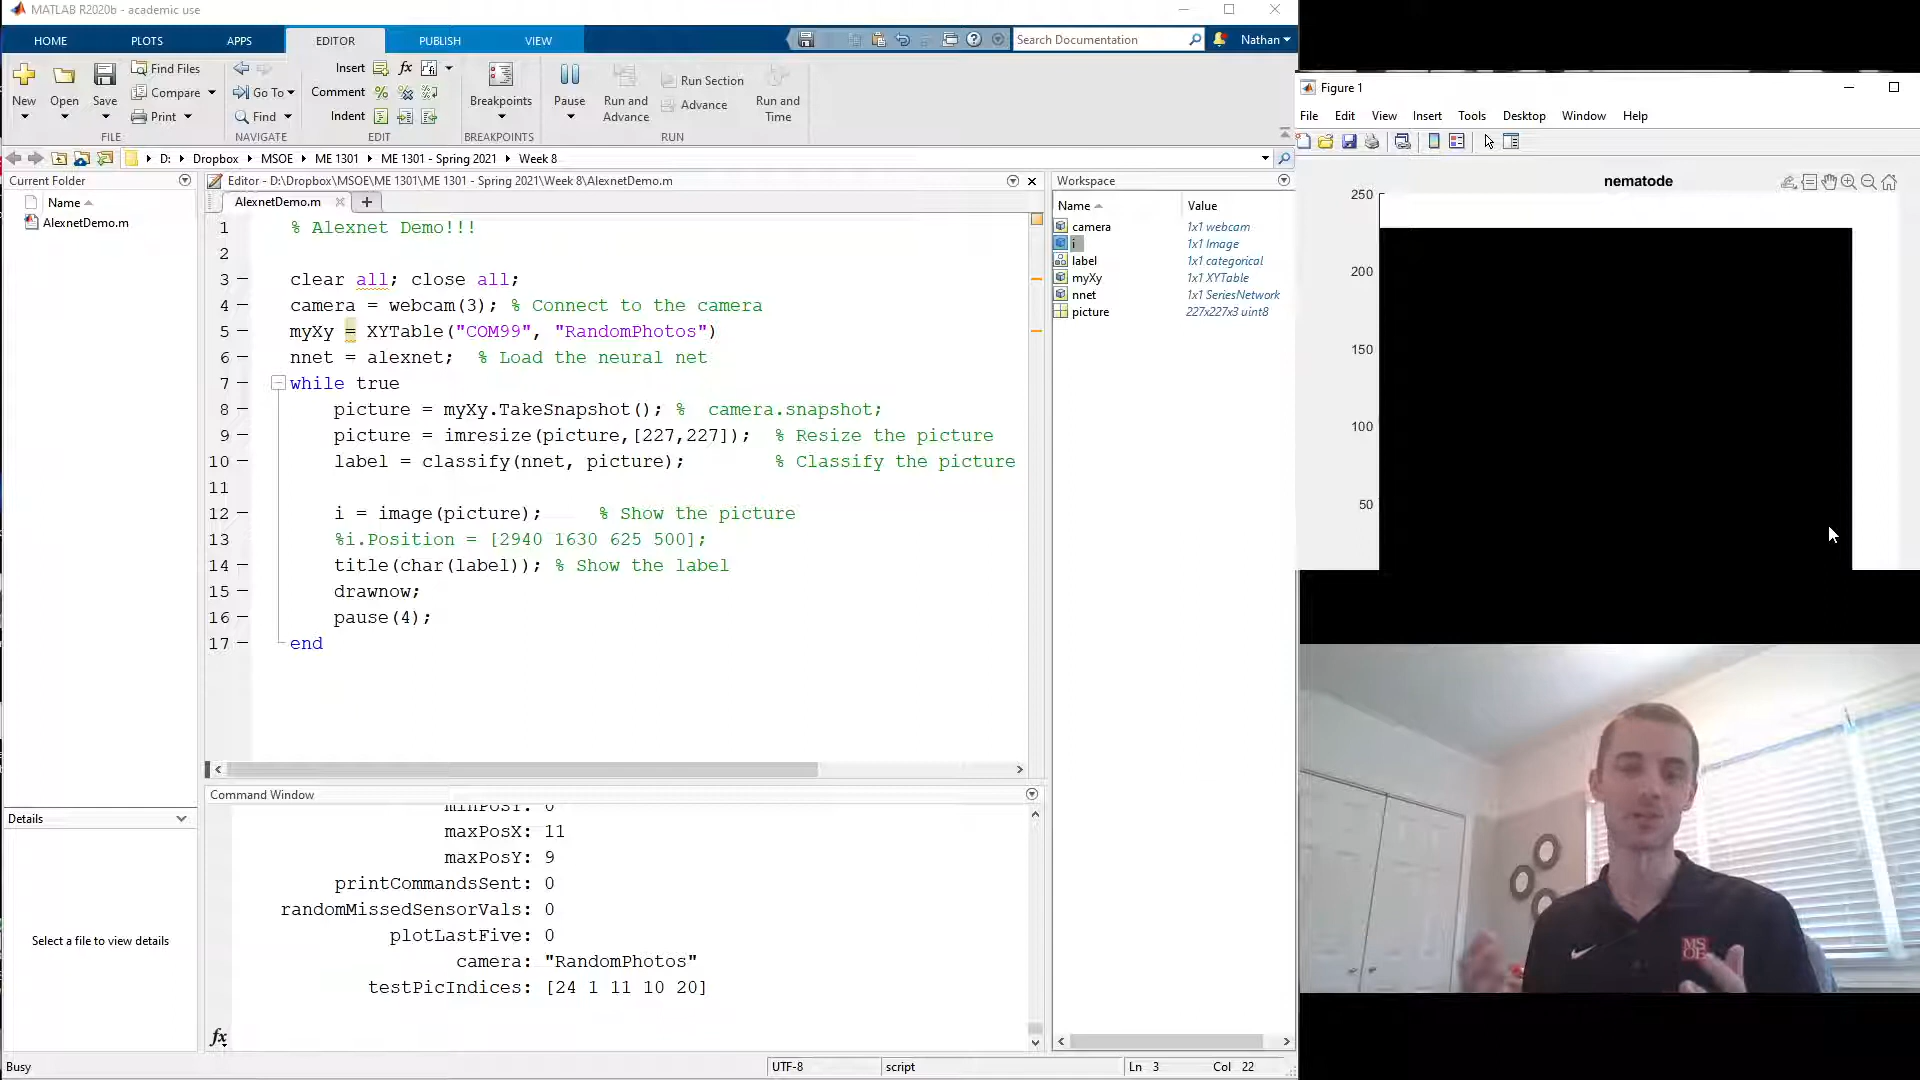 MATLAB R2020b - academic use
HOME PLOTS APPS EDITOR PUBLISH VIEW
Search Documentation Nathan
New Open Save Find Files Compare Print
Go To Find
Insert fx
Comment
Indent
Breakpoints Pause Run and Advance Run Section Advance Run and Time
FILE NAVIGATE EDIT BREAKPOINTS RUN
D: Dropbox MSOE ME 1301 ME 1301 - Spring 2021 Week 8
Current Folder
Name
AlexnetDemo.m
Details
Select a file to view details
Editor - D:\Dropbox\MSOE\ME 1301\ME 1301 - Spring 2021\Week 8\AlexnetDemo.m
AlexnetDemo.m
1 % Alexnet Demo!!!
2
3 clear all; close all;
4 camera = webcam(3); % Connect to the camera
5 myXy = XYTable("COM99", "RandomPhotos")
6 nnet = alexnet; % Load the neural net
7 while true
8 picture = myXy.TakeSnapshot(); % camera.snapshot;
9 picture = imresize(picture,[227,227]); % Resize the picture
10 label = classify(nnet, picture); % Classify the picture
11
12 i = image(picture); % Show the picture
13 %i.Position = [2940 1630 625 500];
14 title(char(label)); % Show the label
15 drawnow;
16 pause(4);
17 end
Command Window
minPosY: 0
maxPosX: 11
maxPosY: 9
printCommandsSent: 0
randomMissedSensorVals: 0
plotLastFive: 0
camera: "RandomPhotos"
testPicIndices: [24 1 11 10 20]
fx
Workspace
Name Value
camera 1x1 webcam
i 1x1 Image
label 1x1 categorical
myXy 1x1 XYTable
nnet 1x1 SeriesNetwork
picture 227x227x3 uint8
Busy UTF-8 script Ln 3 Col 22
Figure 1
File Edit View Insert Tools Desktop Window Help
nematode
250
200
150
100
50
MS
OE